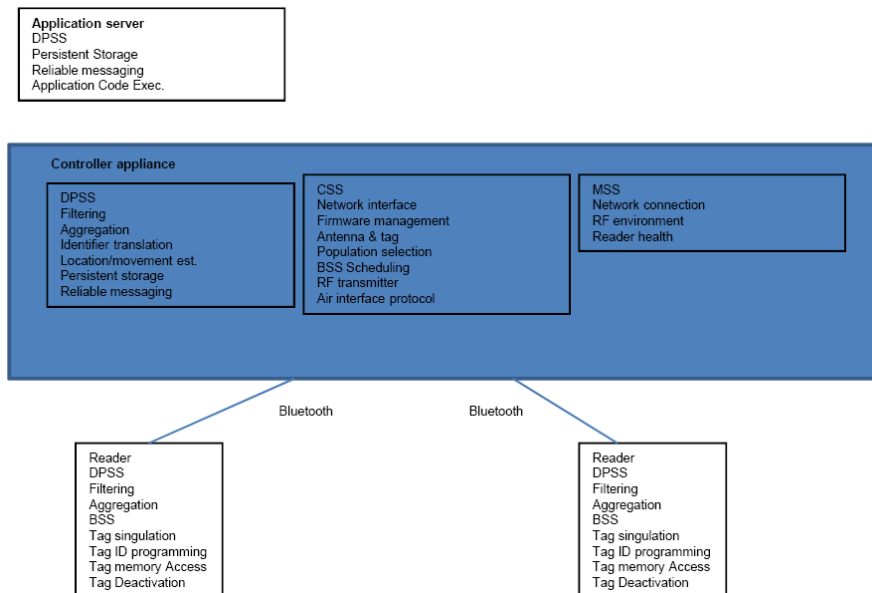 Application server
DPSS
Persistent Storage
Reliable messaging
Application Code Exec.
Controller appliance
DPSS
Filtering
Aggregation
Identifier translation
Location/movement est.
Persistent storage
Reliable messaging
CSS
Network interface
Firmware management
Antenna & tag
Population selection
BSS Scheduling
RF transmitter
Air interface protocol
MSS
Network connection
RF environment
Reader health
Bluetooth
Bluetooth
Reader
DPSS
Filtering
Aggregation
BSS
Tag singulation
Tag ID programming
Tag memory Access
Tag Deactivation
Reader
DPSS
Filtering
Aggregation
BSS
Tag singulation
Tag ID programming
Tag memory Access
Tag Deactivation